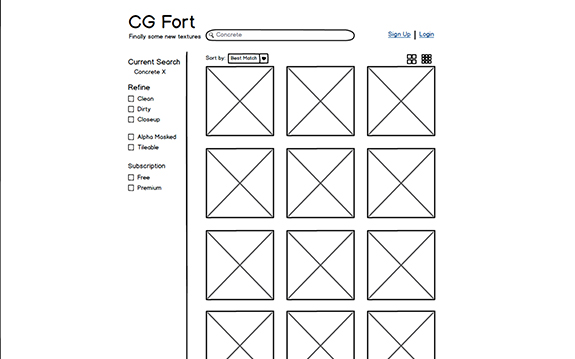 CG Fort
Finally some new textures
Concrete
Sign Up | Login
Current Search
Concrete X
Refine
Clean
Dirty
Closeup
Alpha Masked
Tileable
Subscription
Free
Premium
Sort by: Best Match